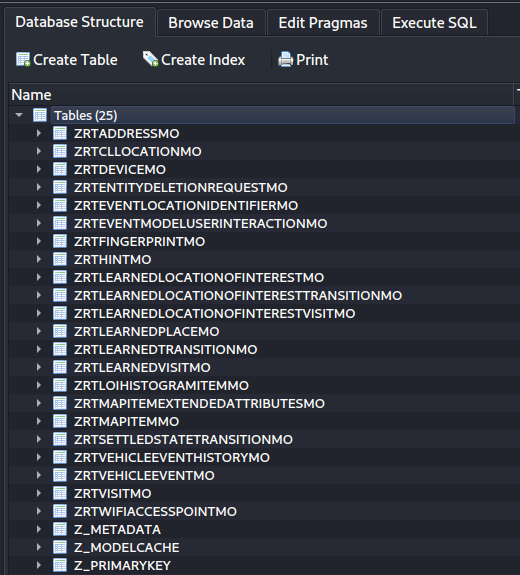 Database Structure Browse Data Edit Pragmas Execute SQL
Create Table Create Index Print
Name T
Tables (25)
ZRTADDRESSMO
ZRTCLLOCATIONMO
ZRTDEVICEMO
ZRTENTITYDELETIONREQUESTMO
ZRTEVENTLOCATIONIDENTIFIERMO
ZRTEVENTMODELUSERINTERACTIONMO
ZRTFINGERPRINTMO
ZRTHINTMO
ZRTLEARNEDLOCATIONOFINTERESTMO
ZRTLEARNEDLOCATIONOFINTERESTTRANSITIONMO
ZRTLEARNEDLOCATIONOFINTERESTVISITMO
ZRTLEARNEDPLACEMO
ZRTLEARNEDTRANSITIONMO
ZRTLEARNEDVISITMO
ZRTLOIHISTOGRAMITEMMO
ZRTMAPITEMEXTENDEDATTRIBUTESMO
ZRTMAPITEMMO
ZRTSETTLEDSTATETRANSITIONMO
ZRTVEHICLEEVENTHISTORYMO
ZRTVEHICLEEVENTMO
ZRTVISITMO
ZRTWIFIACCESSPOINTMO
Z_METADATA
Z_MODELCACHE
Z_PRIMARYKEY